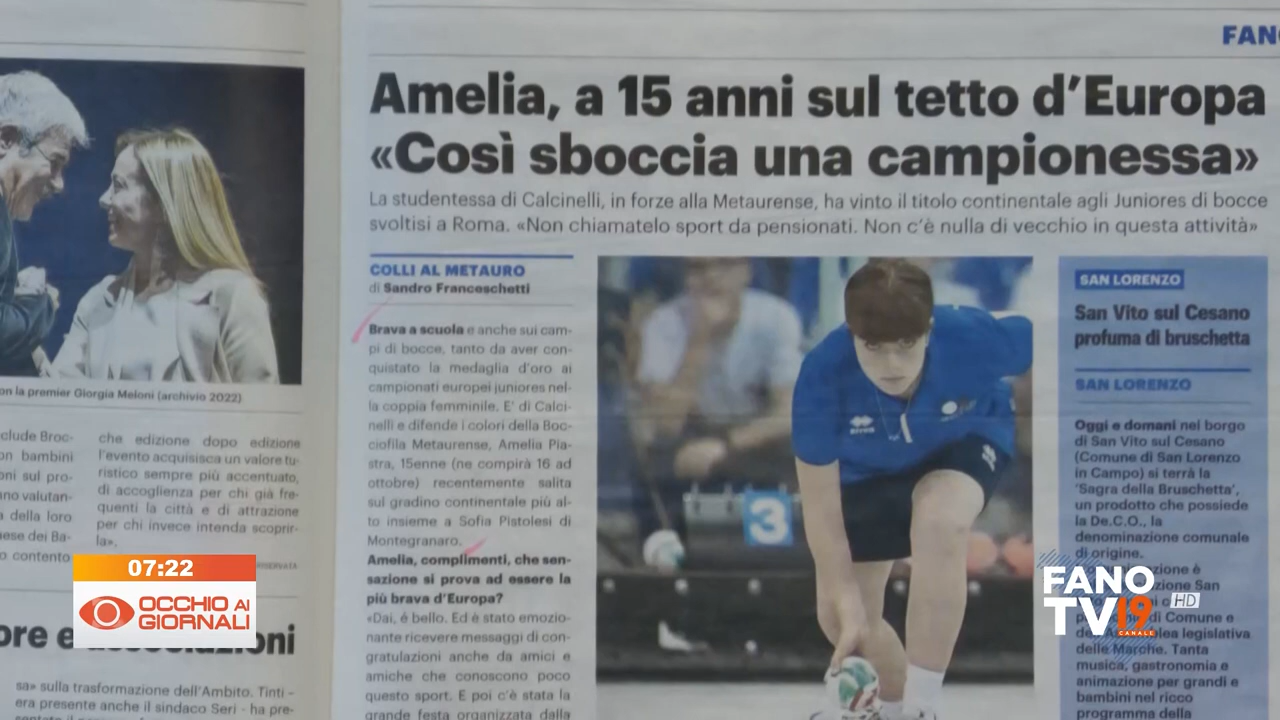 FANO
Amelia, a 15 anni sul tetto d'Europa
«Così sboccia una campionessa»
La studentessa di Calcinelli, in forze alla Metaurense, ha vinto il titolo continentale agli Juniores di bocce
svoltisi a Roma. «Non chiamatelo sport da pensionati. Non c'è nulla di vecchio in questa attività»
COLLI AL METAURO
di Sandro Franceschetti
Brava a scuola e anche sui cam-
pi di bocce, tanto da aver con-
quistato la medaglia d'oro ai
campionati europei juniores nel-
la coppia femminile. E' di Calci-
nelli e difende i colori della Boc-
ciofila Metaurense, Amelia Pia-
stra, 15enne (ne compirà 16 ad
ottobre) recentemente salita
sul gradino continentale più al-
to insieme a Sofia Pistolesi di
Montegranaro.
Amelia, complimenti, che sen-
sazione si prova ad essere la
più brava d'Europa?
«Dai, è bello. Ed è stato emozio-
nante ricevere messaggi di con-
gratulazioni anche da amici e
amiche che conoscono poco
questo sport. E poi c'è stata la
grande festa organizzata dalla
3
SAN LORENZO
San Vito sul Cesano
profuma di bruschetta
SAN LORENZO
Oggi e domani nel borgo
di San Vito sul Cesano
(Comune di San Lorenzo
in Campo) si terrà la
'Sagra della Bruschetta',
un prodotto che possiede
la De.C.O., la
denominazione comunale
di origine.
zione è
zione San
di Comune e
legislativa
delle Marche. Tanta
musica, gastronomia e
animazione per grandi e
bambini nel ricco
programma della
on la premier Giorgia Meloni (archivio 2022)
clude Broc-
on bambini
oni sul pro-
ano valutan-
a della loro
nese dei Ba-
o contento
che edizione dopo edizione
l'evento acquisisca un valore tu-
ristico sempre più accentuato,
di accoglienza per chi già fre-
quenti la città e di attrazione
per chi invece intenda scoprir-
la».
ore e associazioni
sa» sulla trasformazione dell'Ambito. Tinti -
era presente anche il sindaco Seri - ha pre-
07:22
OCCHIO AI
GIORNALI
FANO
TV19 HD
CANALE